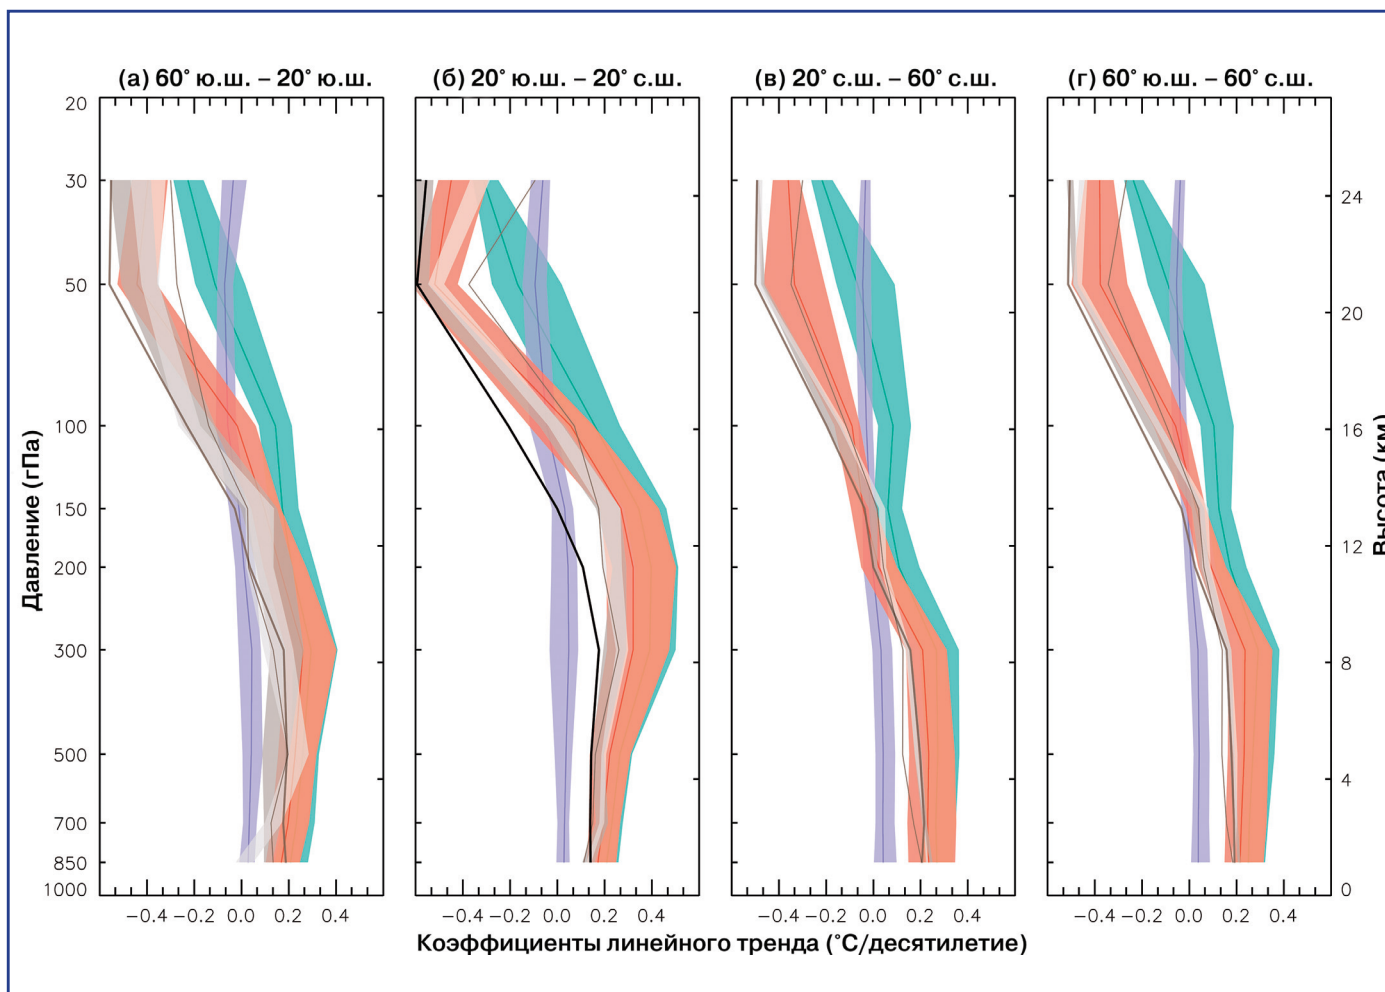 (а) 60° ю.ш. – 20° ю.ш.
(б) 20° ю.ш. – 20° с.ш.
(в) 20° с.ш. – 60° с.ш.
(г) 60° ю.ш. – 60° с.ш.
20
30
50
100
150
200
300
500
700
850
1000
Давление (гПа)
24
20
16
12
8
4
0
Высота (км)
−0.4 −0.2 0.0 0.2 0.4
−0.4 −0.2 0.0 0.2 0.4
−0.4 −0.2 0.0 0.2 0.4
−0.4 −0.2 0.0 0.2 0.4
Коэффициенты линейного тренда (°С/десятилетие)